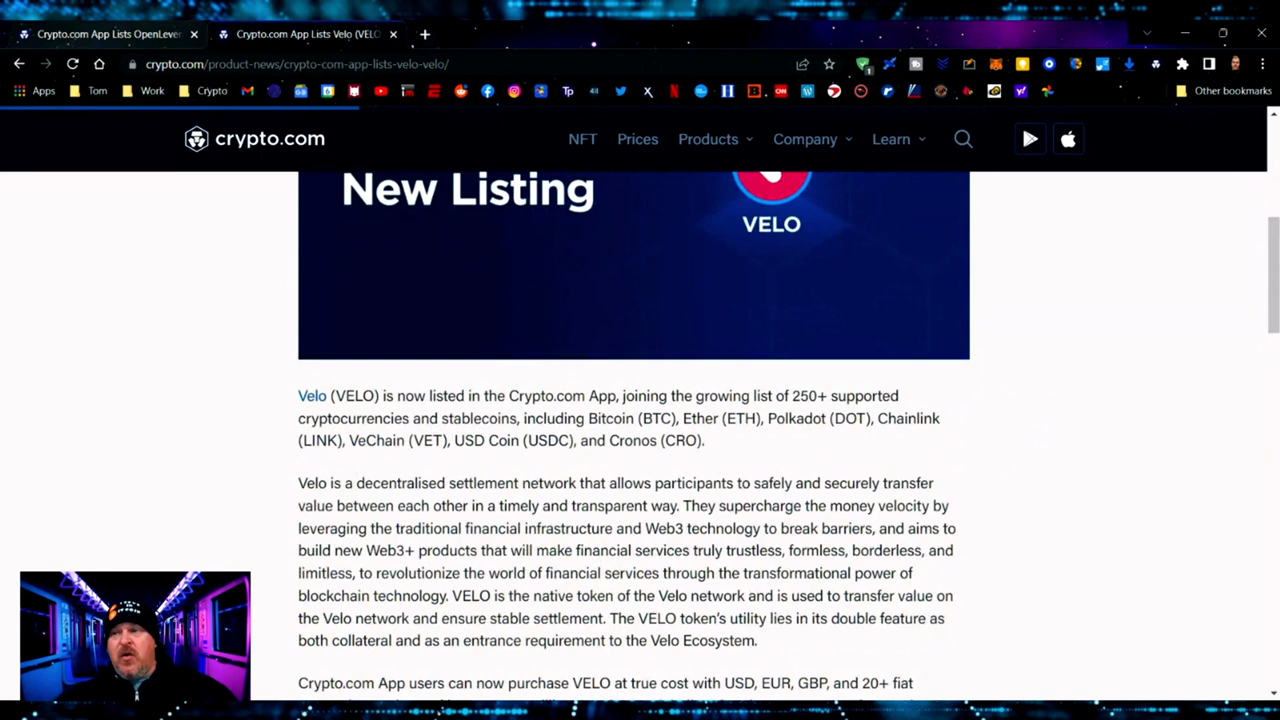 Crypto.com App Lists OpenLever
Crypto.com App Lists Velo (VELO
crypto.com/product-news/crypto-com-app-lists-velo-velo/
1
Apps
Tom
Work
Crypto
Other bookmarks
crypto.com
NFT
Prices
Products
Company
Learn
New Listing
VELO
Velo (VELO) is now listed in the Crypto.com App, joining the growing list of 250+ supported
cryptocurrencies and stablecoins, including Bitcoin (BTC), Ether (ETH), Polkadot (DOT), Chainlink
(LINK), VeChain (VET), USD Coin (USDC), and Cronos (CRO).
Velo is a decentralised settlement network that allows participants to safely and securely transfer
value between each other in a timely and transparent way. They supercharge the money velocity by
leveraging the traditional financial infrastructure and Web3 technology to break barriers, and aims to
build new Web3+ products that will make financial services truly trustless, formless, borderless, and
limitless, to revolutionize the world of financial services through the transformational power of
blockchain technology. VELO is the native token of the Velo network and is used to transfer value on
the Velo network and ensure stable settlement. The VELO token's utility lies in its double feature as
both collateral and as an entrance requirement to the Velo Ecosystem.
Crypto.com App users can now purchase VELO at true cost with USD, EUR, GBP, and 20+ fiat